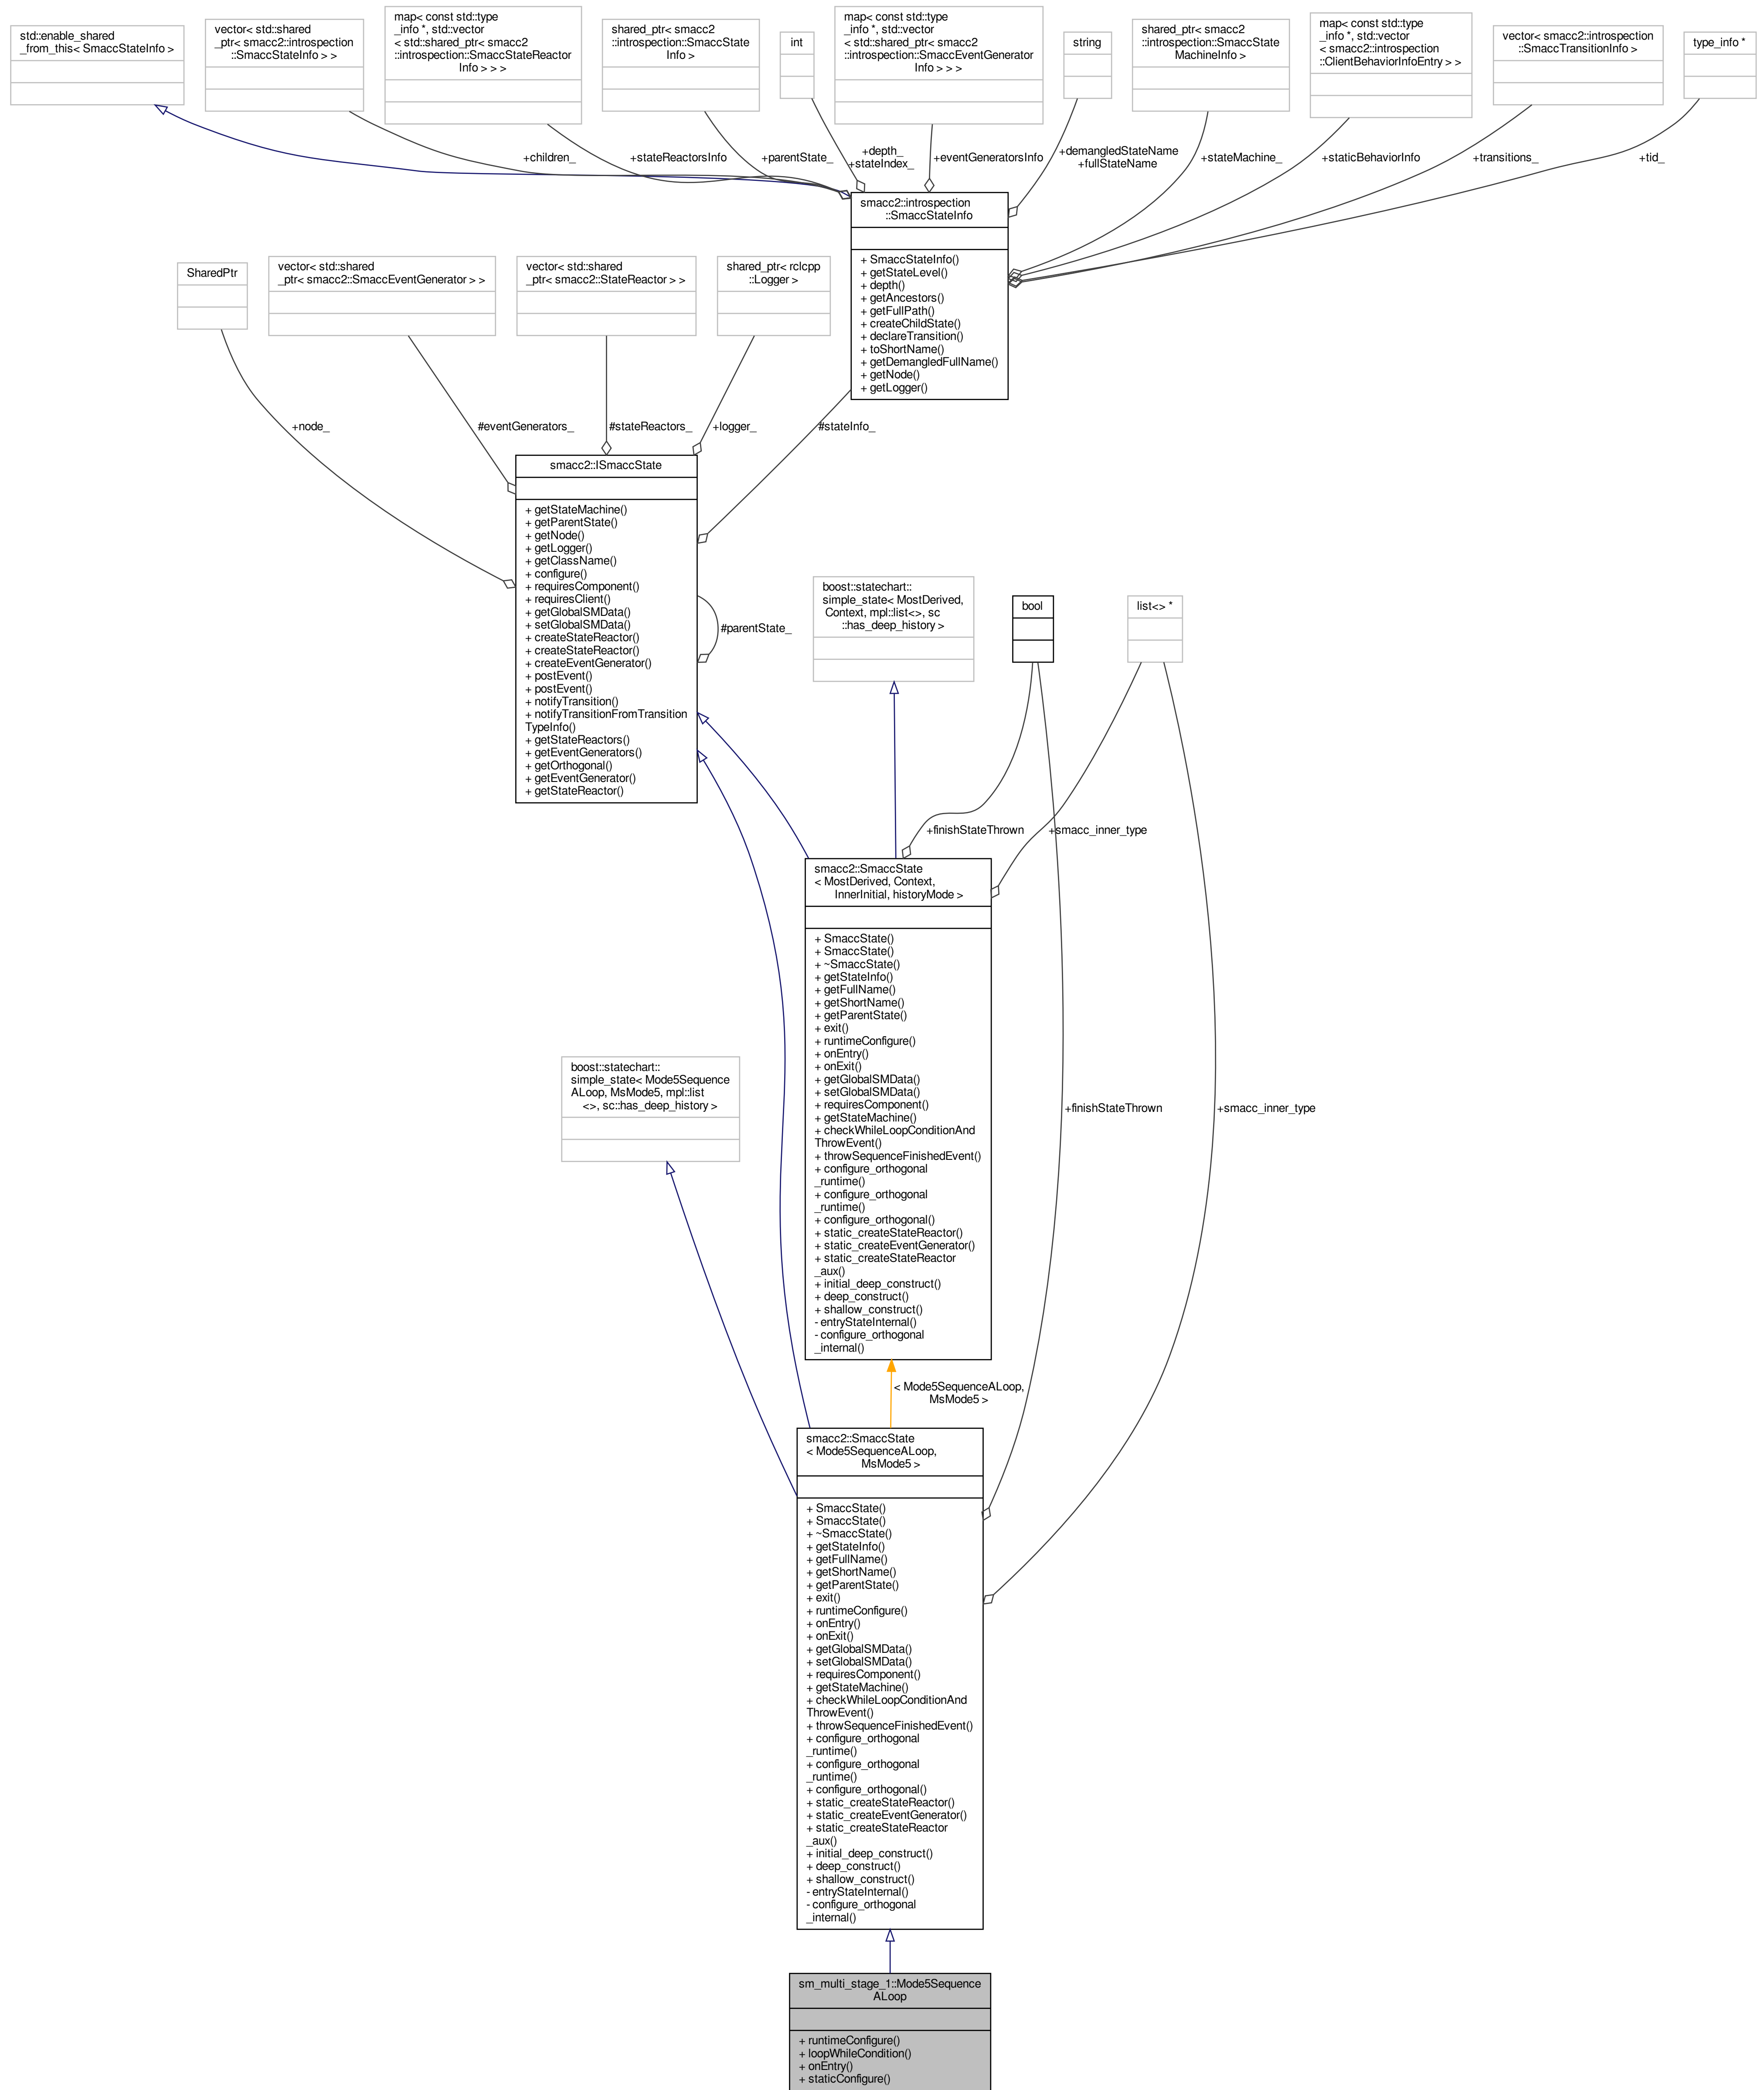 std::enable_shared
_from_this< SmaccStateInfo >
vector< std::shared
_ptr< smacc2::introspection
::SmaccStateInfo > >
map< const std::type
_info *, std::vector
< std::shared_ptr< smacc2
::introspection::SmaccStateReactor
Info > > >
shared_ptr< smacc2
::introspection::SmaccState
Info >
int
map< const std::type
_info *, std::vector
< std::shared_ptr< smacc2
::introspection::SmaccEventGenerator
Info > > >
string
shared_ptr< smacc2
::introspection::SmaccState
MachineInfo >
map< const std::type
_info *, std::vector
< smacc2::introspection
::ClientBehaviorInfoEntry > >
vector< smacc2::introspection
::SmaccTransitionInfo >
type_info *
+children_
+stateReactorsInfo
+parentState_
+depth_
+stateIndex_
+eventGeneratorsInfo
+demangledStateName
+fullStateName
+stateMachine_
+staticBehaviorInfo
+transitions_
+tid_
smacc2::introspection
::SmaccStateInfo
+ SmaccStateInfo()
+ getStateLevel()
+ depth()
+ getAncestors()
+ getFullPath()
+ createChildState()
+ declareTransition()
+ toShortName()
+ getDemangledFullName()
+ getNode()
+ getLogger()
SharedPtr
vector< std::shared
_ptr< smacc2::SmaccEventGenerator > >
vector< std::shared
_ptr< smacc2::StateReactor > >
shared_ptr< rclcpp
::Logger >
+node_
#eventGenerators_
#stateReactors_
+logger_
#stateInfo_
smacc2::ISmaccState
+ getStateMachine()
+ getParentState()
+ getNode()
+ getLogger()
+ getClassName()
+ configure()
+ requiresComponent()
+ requiresClient()
+ getGlobalSMData()
+ setGlobalSMData()
+ createStateReactor()
+ createStateReactor()
+ createEventGenerator()
+ postEvent()
+ postEvent()
+ notifyTransition()
+ notifyTransitionFromTransition
TypeInfo()
+ getStateReactors()
+ getEventGenerators()
+ getOrthogonal()
+ getEventGenerator()
+ getStateReactor()
#parentState_
boost::statechart::
simple_state< MostDerived,
Context, mpl::list<>, sc
::has_deep_history >
bool
list<> *
+finishStateThrown
+smacc_inner_type
smacc2::SmaccState
< MostDerived, Context,
InnerInitial, historyMode >
+ SmaccState()
+ SmaccState()
+ ~SmaccState()
+ getStateInfo()
+ getFullName()
+ getShortName()
+ getParentState()
+ exit()
+ runtimeConfigure()
+ onEntry()
+ onExit()
+ getGlobalSMData()
+ setGlobalSMData()
+ requiresComponent()
+ getStateMachine()
+ checkWhileLoopConditionAnd
ThrowEvent()
+ throwSequenceFinishedEvent()
+ configure_orthogonal
_runtime()
+ configure_orthogonal
_runtime()
+ configure_orthogonal()
+ static_createStateReactor()
+ static_createEventGenerator()
+ static_createStateReactor
_aux()
+ initial_deep_construct()
+ deep_construct()
+ shallow_construct()
- entryStateInternal()
- configure_orthogonal
_internal()
boost::statechart::
simple_state< Mode5Sequence
ALoop, MsMode5, mpl::list
<>, sc::has_deep_history >
+finishStateThrown
+smacc_inner_type
< Mode5SequenceALoop,
MsMode5 >
smacc2::SmaccState
< Mode5SequenceALoop,
MsMode5 >
+ SmaccState()
+ SmaccState()
+ ~SmaccState()
+ getStateInfo()
+ getFullName()
+ getShortName()
+ getParentState()
+ exit()
+ runtimeConfigure()
+ onEntry()
+ onExit()
+ getGlobalSMData()
+ setGlobalSMData()
+ requiresComponent()
+ getStateMachine()
+ checkWhileLoopConditionAnd
ThrowEvent()
+ throwSequenceFinishedEvent()
+ configure_orthogonal
_runtime()
+ configure_orthogonal
_runtime()
+ configure_orthogonal()
+ static_createStateReactor()
+ static_createEventGenerator()
+ static_createStateReactor
_aux()
+ initial_deep_construct()
+ deep_construct()
+ shallow_construct()
- entryStateInternal()
- configure_orthogonal
_internal()
sm_multi_stage_1::Mode5Sequence
ALoop
+ runtimeConfigure()
+ loopWhileCondition()
+ onEntry()
+ staticConfigure()